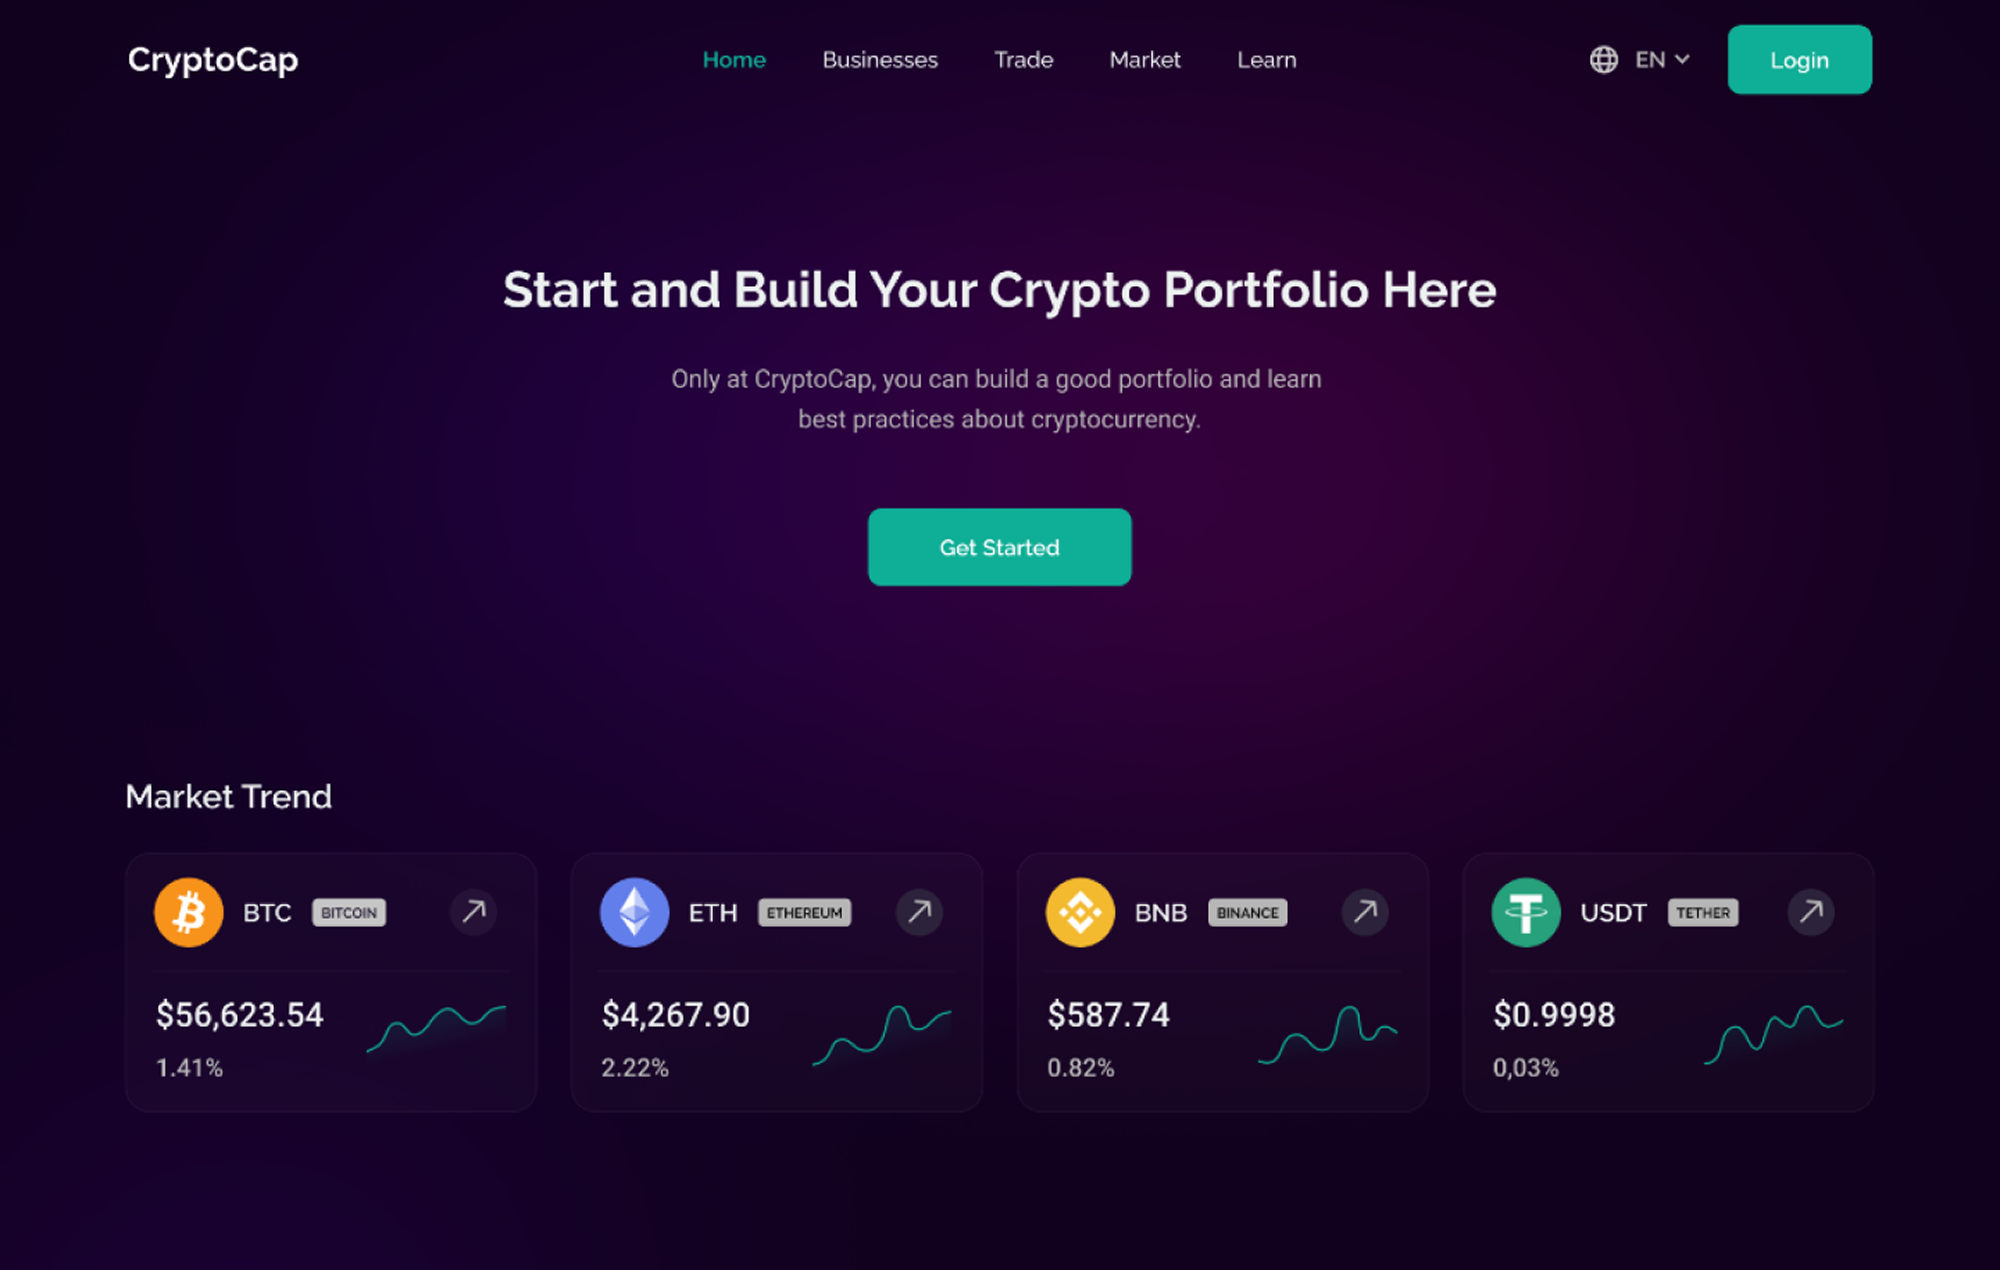 CryptoCap
Home Businesses Trade Market Learn
EN
Login
Start and Build Your Crypto Portfolio Here
Only at CryptoCap, you can build a good portfolio and learn
best practices about cryptocurrency.
Get Started
Market Trend
BTC BITCOIN
$56,623.54
1.41%
ETH ETHEREUM
$4,267.90
2.22%
BNB BINANCE
$587.74
0.82%
USDT TETHER
$0.9998
0,03%